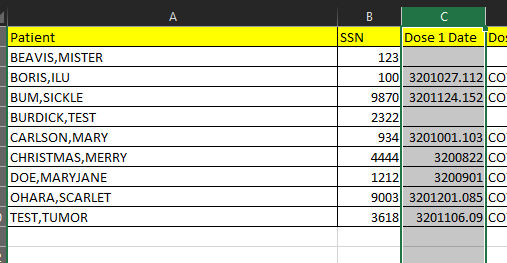 A B C
Patient SSN Dose 1 Date Do
BEAVIS,MISTER 123
BORIS,ILU 100 3201027.112 CO
BUM,SICKLE 9870 3201124.152 CO
BURDICK,TEST 2322
CARLSON,MARY 934 3201001.103 CO
CHRISTMAS,MERRY 4444 3200822 CO
DOE,MARYJANE 1212 3200901 CO
OHARA,SCARLET 9003 3201201.085 CO
TEST,TUMOR 3618 3201106.09 CO